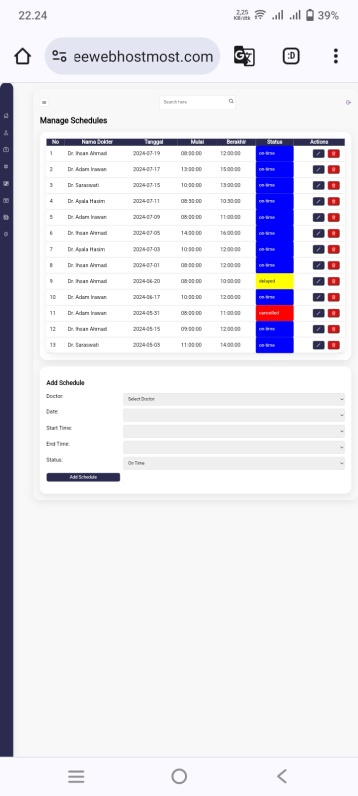 22.24 2,25 KB/dtk 39%
eewebhostmost.com :D
Search here
Manage Schedules
No Nama Dokter Tanggal Mulai Berakhir Status Actions
1 Dr. Ihsan Ahmad 2024-07-19 08:00:00 12:00:00 on-time
2 Dr. Adam Irawan 2024-07-17 13:00:00 15:00:00 on-time
3 Dr. Saraswati 2024-07-15 10:00:00 13:00:00 on-time
4 Dr. Ayala Hasim 2024-07-11 08:30:00 10:30:00 on-time
5 Dr. Adam Irawan 2024-07-09 08:00:00 11:00:00 on-time
6 Dr. Ihsan Ahmad 2024-07-05 14:00:00 16:00:00 on-time
7 Dr. Ayala Hasim 2024-07-03 10:00:00 12:00:00 on-time
8 Dr. Ihsan Ahmad 2024-07-01 08:00:00 12:00:00 on-time
9 Dr. Ihsan Ahmad 2024-06-20 08:00:00 10:00:00 delayed
10 Dr. Adam Irawan 2024-06-17 10:00:00 12:00:00 on-time
11 Dr. Adam Irawan 2024-05-31 08:00:00 11:00:00 cancelled
12 Dr. Ihsan Ahmad 2024-05-15 09:00:00 12:00:00 on-time
13 Dr. Saraswati 2024-05-03 11:00:00 14:00:00 on-time
Add Schedule
Doctor: Select Doctor
Date:
Start Time:
End Time:
Status: On Time
Add Schedule